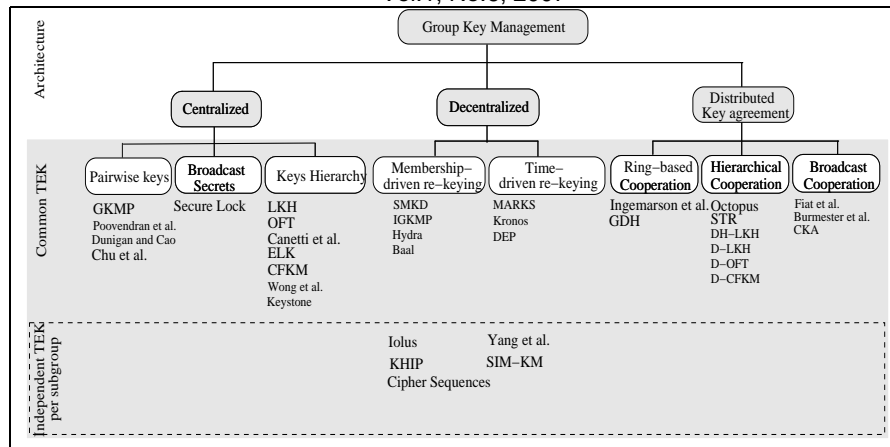 Group Key Management
Architecture
Centralized
Decentralized
Distributed
Key agreement
Common TEK
Pairwise keys
GKMP
Poovendran et al.
Dunigan and Cao
Chu et al.
Broadcast
Secrets
Secure Lock
Keys Hierarchy
LKH
OFT
Canetti et al.
ELK
CFKM
Wong et al.
Keystone
Membership–
driven re–keying
SMKD
IGKMP
Hydra
Baal
Time–
driven re–keying
MARKS
Kronos
DEP
Ring–based
Cooperation
Ingemarson et al.
GDH
Hierarchical
Cooperation
Octopus
STR
DH–LKH
D–LKH
D–OFT
D–CFKM
Broadcast
Cooperation
Fiat et al.
Burmester et al.
CKA
Independent TEK
per subgroup
Iolus
KHIP
Cipher Sequences
Yang et al.
SIM–KM